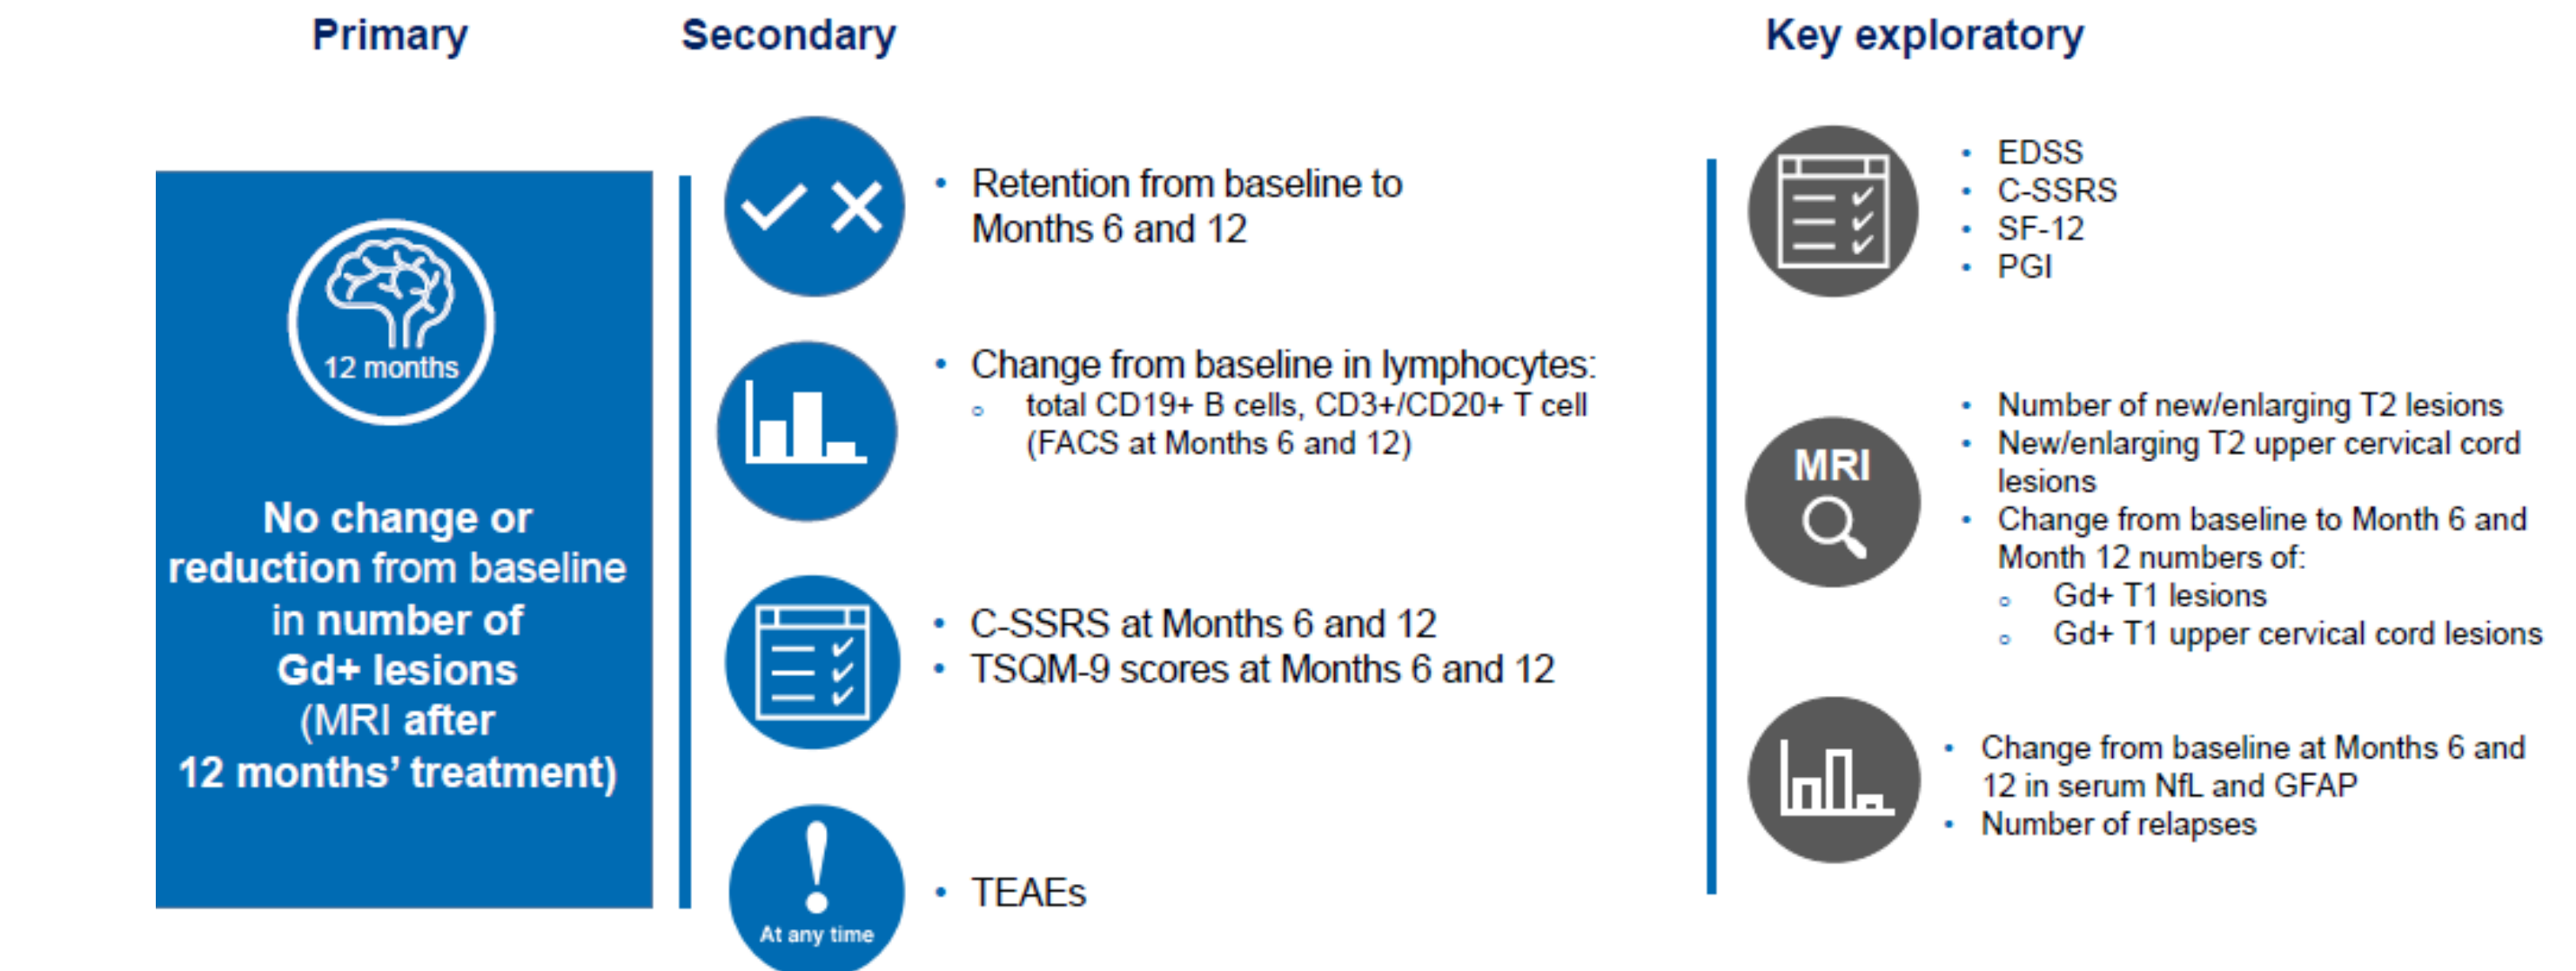 Primary
Secondary
Key exploratory
12 months
No change or
reduction from baseline
in number of
Gd+ lesions
(MRI after
12 months’ treatment)
• Retention from baseline to
Months 6 and 12
• Change from baseline in lymphocytes:
o total CD19+ B cells, CD3+/CD20+ T cell
(FACS at Months 6 and 12)
• C-SSRS at Months 6 and 12
• TSQM-9 scores at Months 6 and 12
At any time
• TEAEs
• EDSS
• C-SSRS
• SF-12
• PGI
MRI
• Number of new/enlarging T2 lesions
• New/enlarging T2 upper cervical cord
lesions
• Change from baseline to Month 6 and
Month 12 numbers of:
o Gd+ T1 lesions
o Gd+ T1 upper cervical cord lesions
• Change from baseline at Months 6 and
12 in serum NfL and GFAP
• Number of relapses